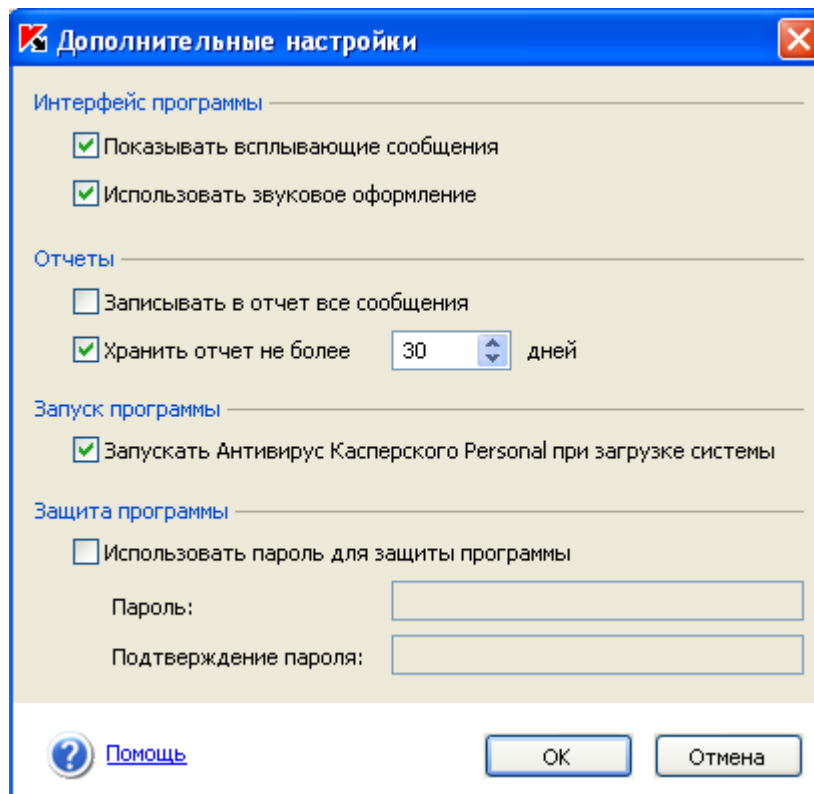 Дополнительные настройки
Интерфейс программы
Показывать всплывающие сообщения
Использовать звуковое оформление
Отчеты
Записывать в отчет все сообщения
Хранить отчет не более 30 дней
Запуск программы
Запускать Антивирус Касперского Personal при загрузке системы
Защита программы
Использовать пароль для защиты программы
Пароль:
Подтверждение пароля:
? Помощь OK Отмена